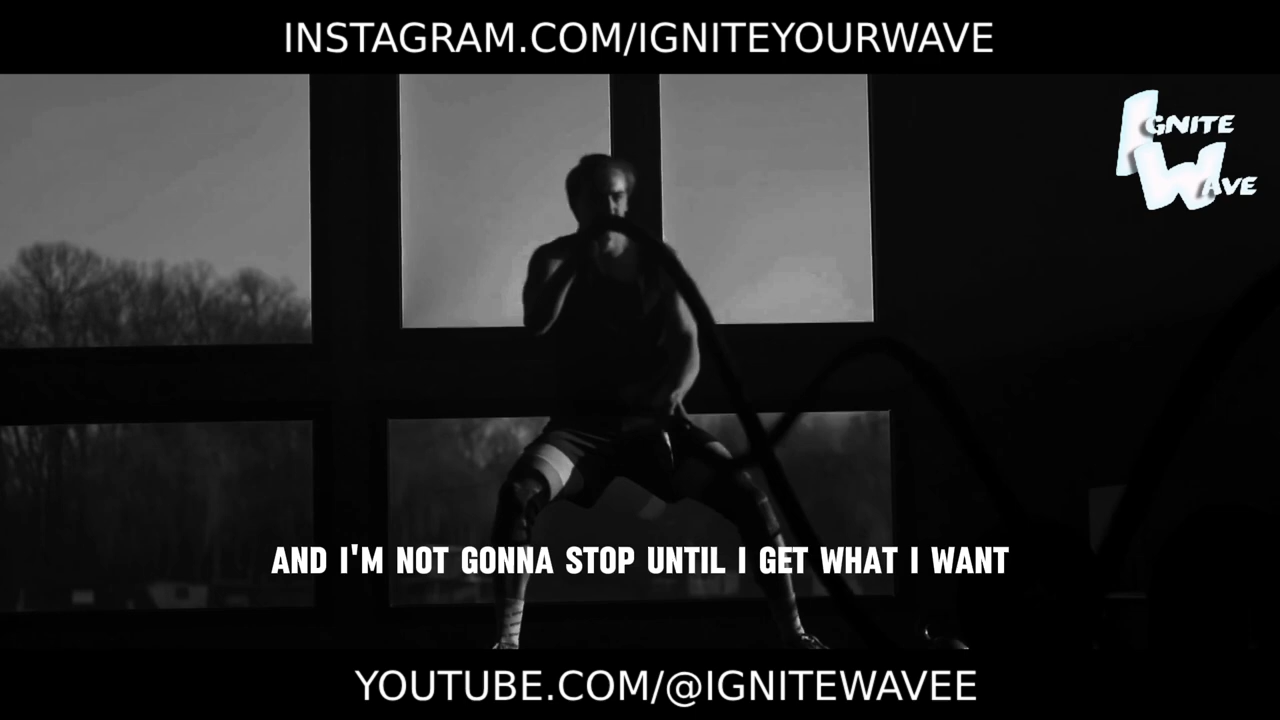 INSTAGRAM.COM/IGNITEYOURWAVE
IGNITE
WAVE
AND I'M NOT GONNA STOP UNTIL I GET WHAT I WANT
YOUTUBE.COM/@IGNITEWAVEE